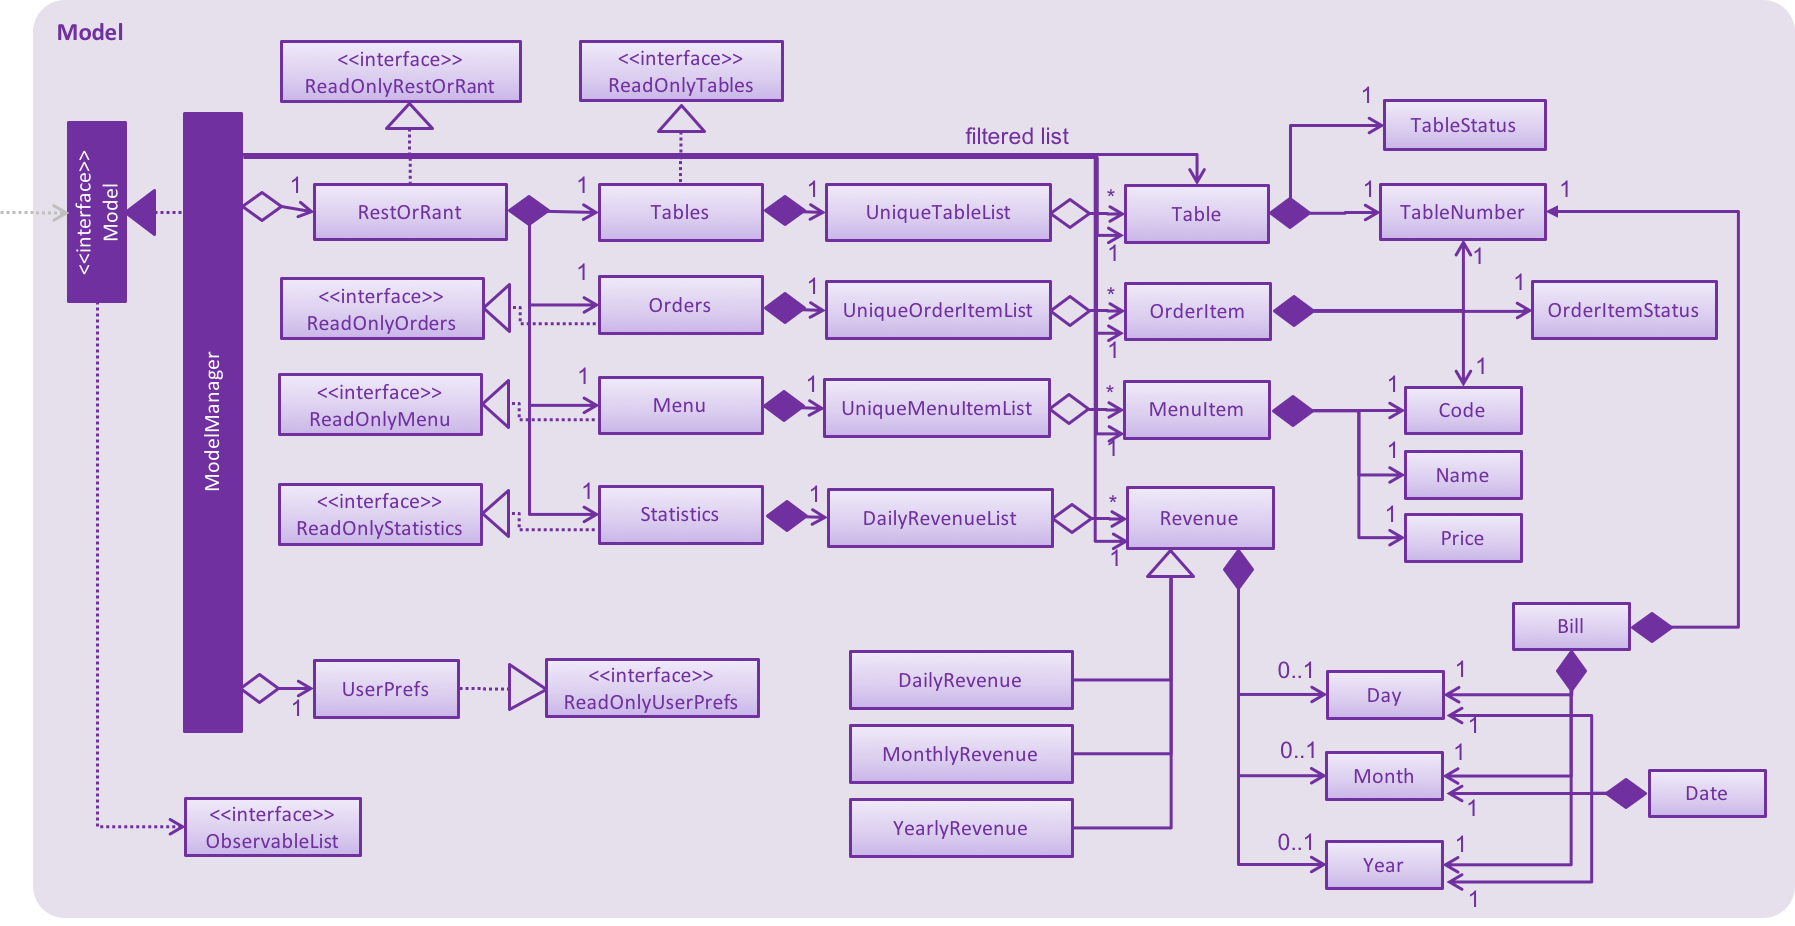 Model
<<interface>>
ReadOnlyRestOrRant
<<interface>>
ReadOnlyTables
<<interface>>
Model
ModelManager
filtered list
1
TableStatus
1
RestOrRant
1
Tables
1
UniqueTableList
*
1
Table
1
TableNumber
1
1
<<interface>>
ReadOnlyOrders
1
Orders
1
UniqueOrderItemList
*
1
OrderItem
1
OrderItemStatus
<<interface>>
ReadOnlyMenu
1
Menu
1
UniqueMenuItemList
*
1
MenuItem
1
1
Code
1
Name
1
Price
<<interface>>
ReadOnlyStatistics
1
Statistics
1
DailyRevenueList
*
1
Revenue
Bill
1
UserPrefs
<<interface>>
ReadOnlyUserPrefs
DailyRevenue
MonthlyRevenue
YearlyRevenue
0..1
Day
1
1
0..1
Month
1
1
Date
0..1
Year
1
1
<<interface>>
ObservableList